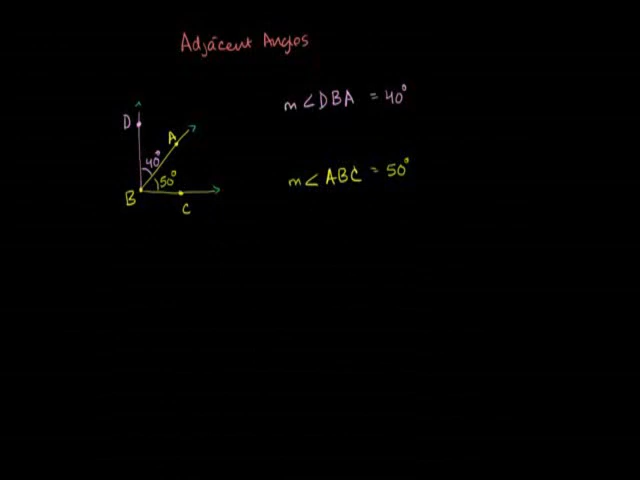 Adjacent Angles
m∠DBA = 40°
D
A
40°
50°
m∠ABC = 50°
B
C